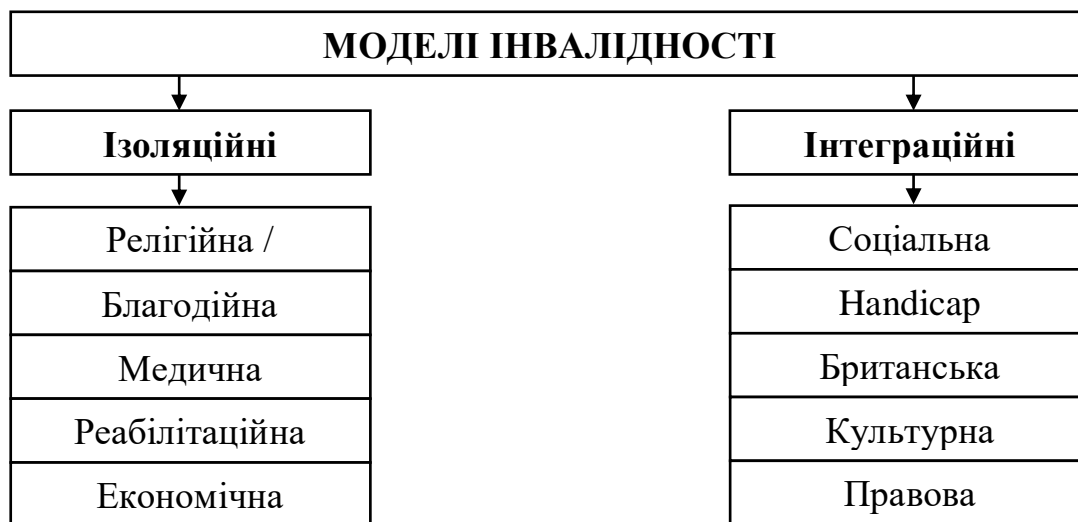 МОДЕЛІ ІНВАЛІДНОСТІ
Ізоляційні
Релігійна /
Благодійна
Медична
Реабілітаційна
Економічна
Інтеграційні
Соціальна
Handicap
Британська
Культурна
Правова